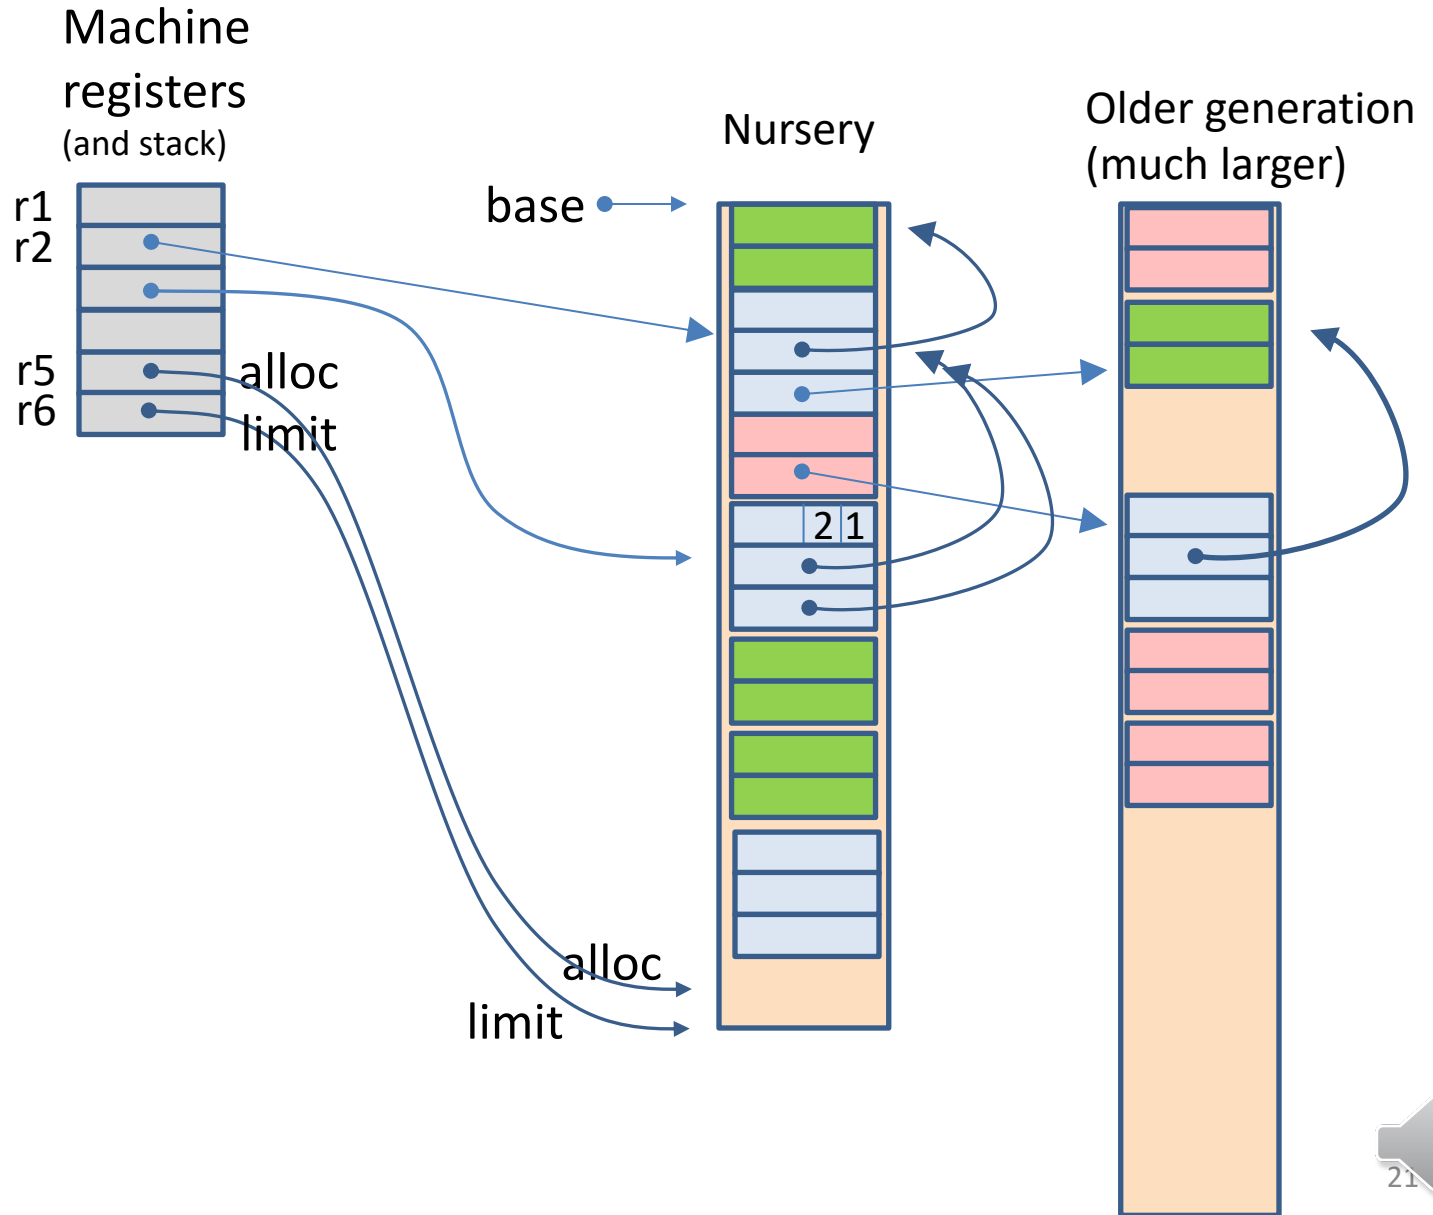 Machine
registers
(and stack)
Nursery
Older generation
(much larger)
r1
r2
base
r5
alloc
r6
limit
2 1
alloc
limit
21